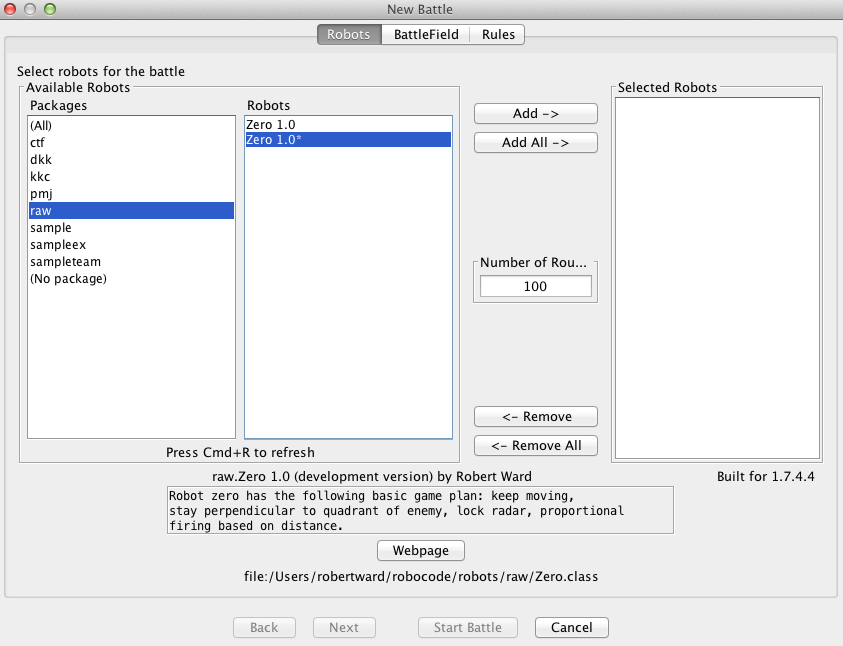 New Battle
Robots BattleField Rules
Select robots for the battle
Available Robots
Packages
(All)
ctf
dkk
kkc
pmj
raw
sample
sampleex
sampleteam
(No package)
Robots
Zero 1.0
Zero 1.0*
Press Cmd+R to refresh
Add ->
Add All ->
Number of Rou...
100
<- Remove
<- Remove All
Selected Robots
raw.Zero 1.0 (development version) by Robert Ward
Built for 1.7.4.4
Robot zero has the following basic game plan: keep moving,
stay perpendicular to quadrant of enemy, lock radar, proportional
firing based on distance.
Webpage
file:/Users/robertward/robocode/robots/raw/Zero.class
Back Next Start Battle Cancel